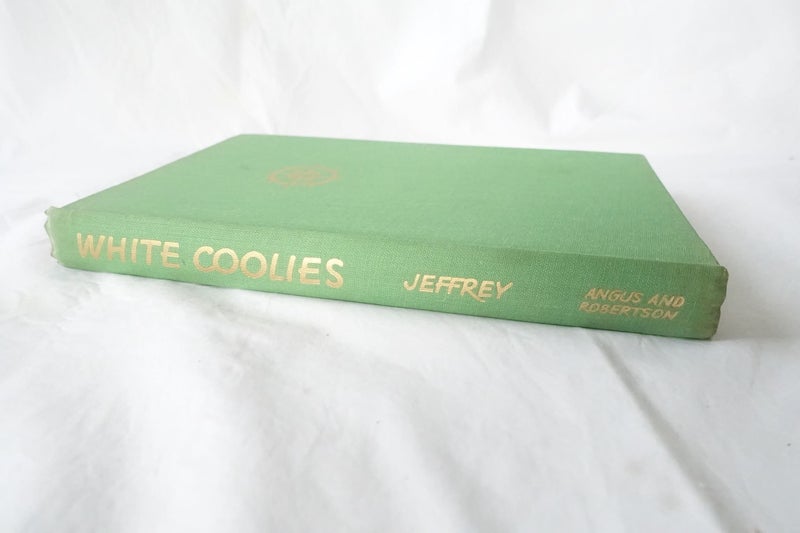 WHITE COOLIES
JEFFREY
ANGUS AND
ROBERTSON